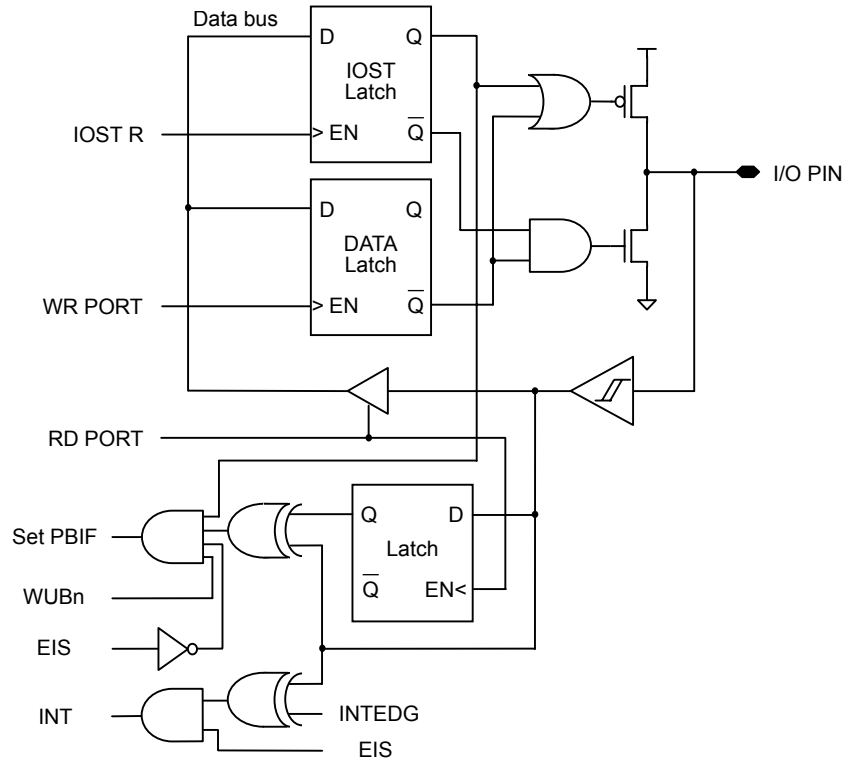 Data bus
D Q
IOST
Latch
Q̅
IOST R
> EN
I/O PIN
D Q
DATA
Latch
WR PORT
> EN Q̅
RD PORT
Q D
Latch
Q̅ EN<
Set PBIF
WUBn
EIS
INT
INTEDG
EIS